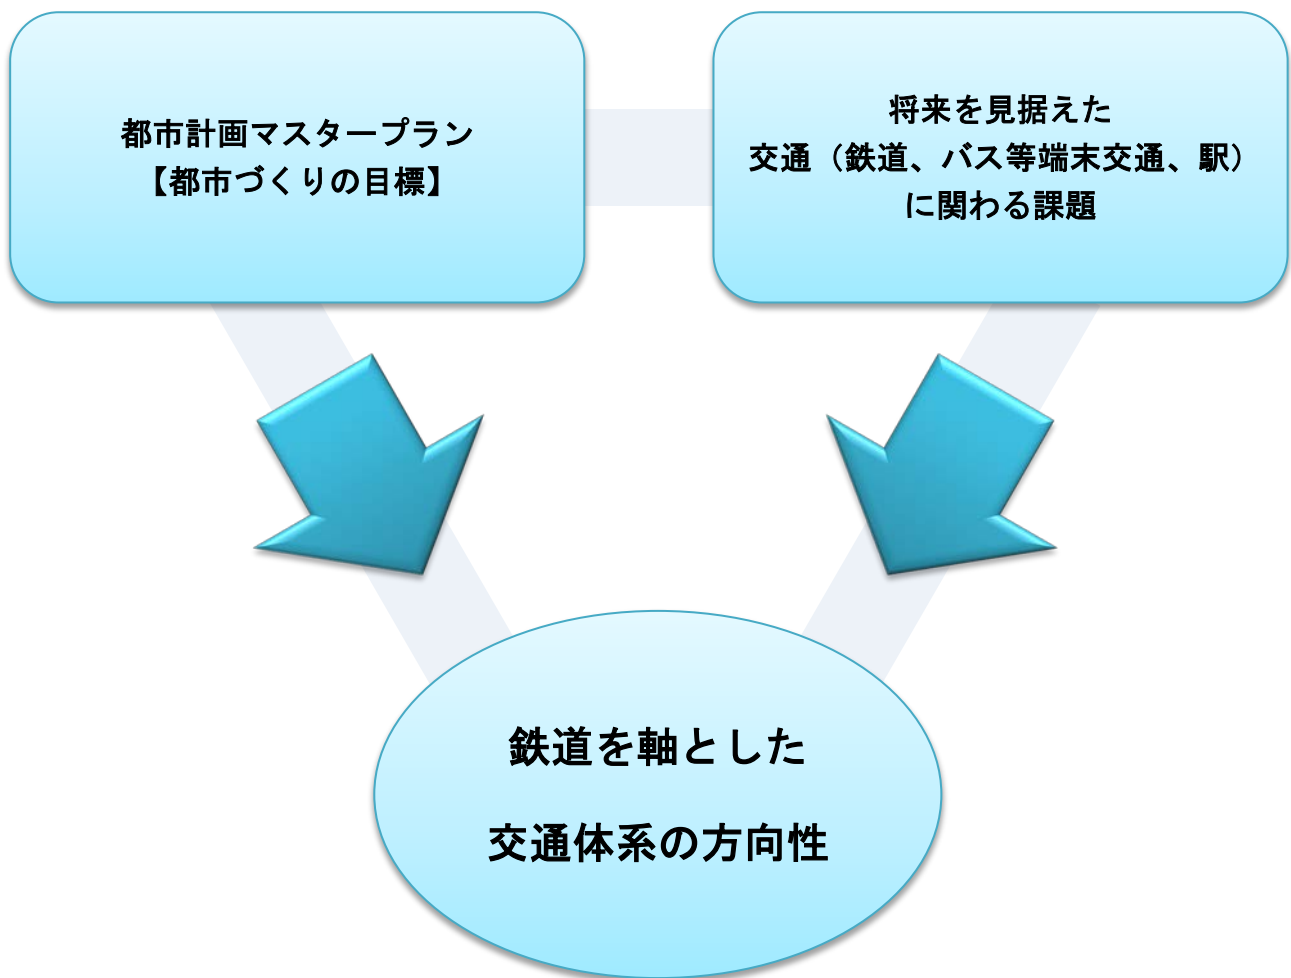 都市計画マスタープラン
【都市づくりの目標】
将来を見据えた
交通（鉄道、バス等端末交通、駅）
に関わる課題
鉄道を軸とした
交通体系の方向性